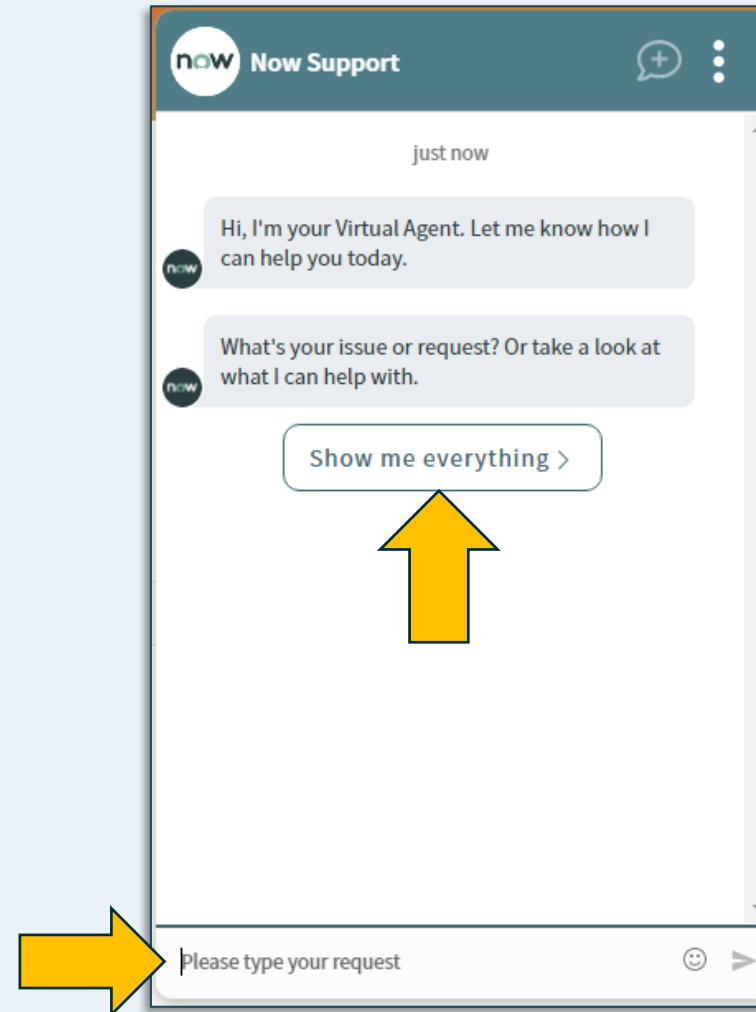 now Now Support
just now
Hi, I'm your Virtual Agent. Let me know how I
can help you today.
now
What's your issue or request? Or take a look at
what I can help with.
now
Show me everything >
Please type your request